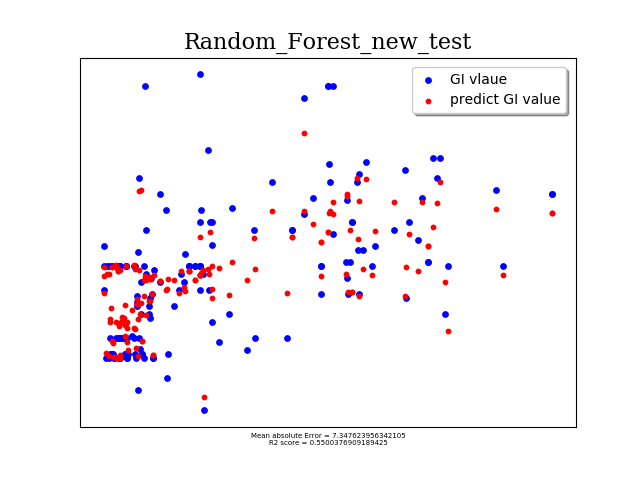 Random_Forest_new_test
GI vlaue
predict GI value
Mean absolute Error = 7.347623956342105
R2 score = 0.5500376909189425